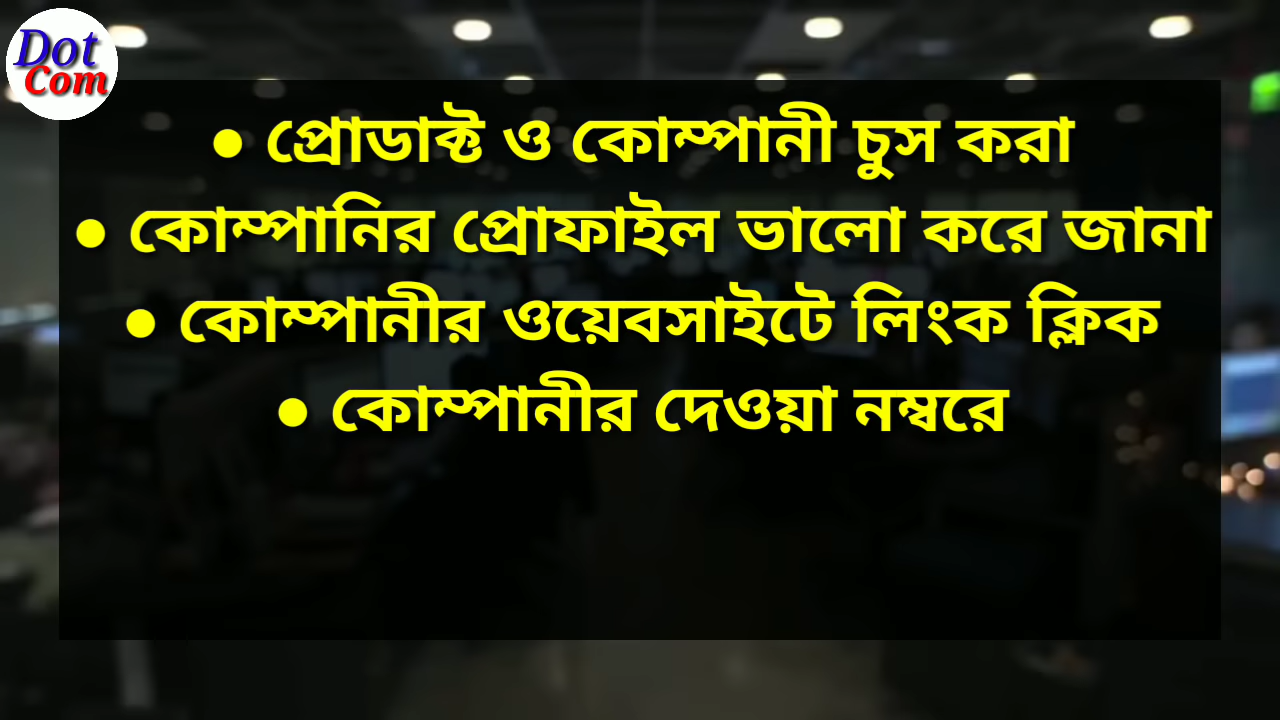 Dot
Com
● প্রোডাক্ট ও কোম্পানী চুস করা
● কোম্পানির প্রোফাইল ভালো করে জানা
● কোম্পানীর ওয়েবসাইটে লিংক ক্লিক
● কোম্পানীর দেওয়া নম্বরে